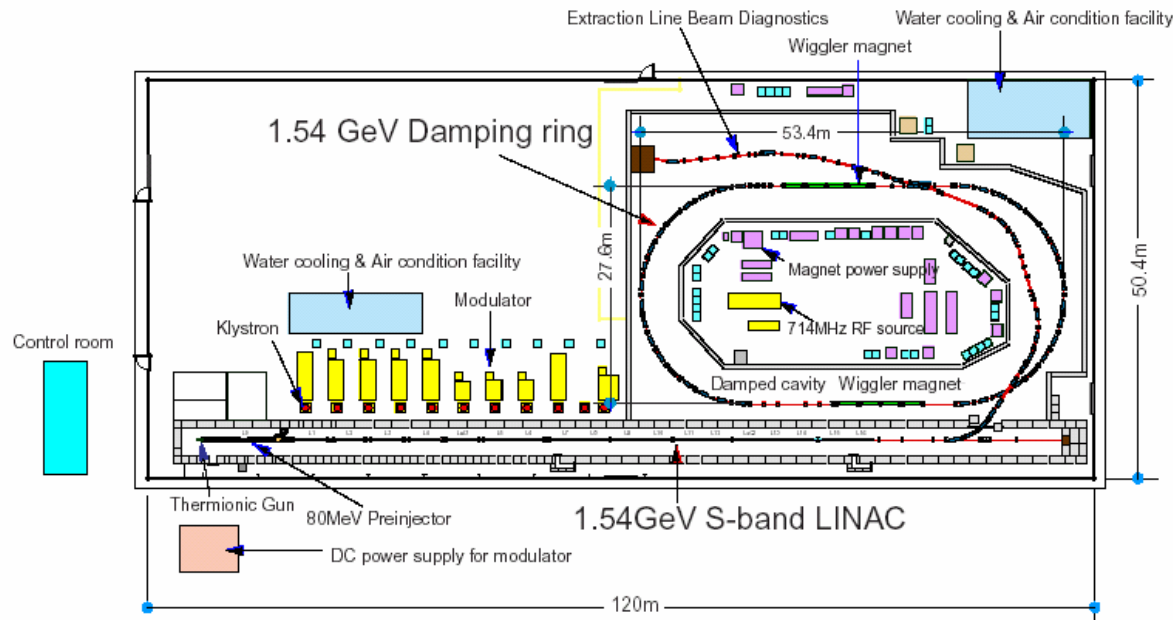 Extraction Line Beam Diagnostics
Water cooling & Air condition facility
Wiggler magnet
1.54 GeV Damping ring
53.4m
27.6m
50.4m
Water cooling & Air condition facility
Magnet power supply
Modulator
Klystron
714MHz RF source
Control room
Damped cavity
Wiggler magnet
Thermionic Gun
80MeV Preinjector
1.54GeV S-band LINAC
DC power supply for modulator
120m